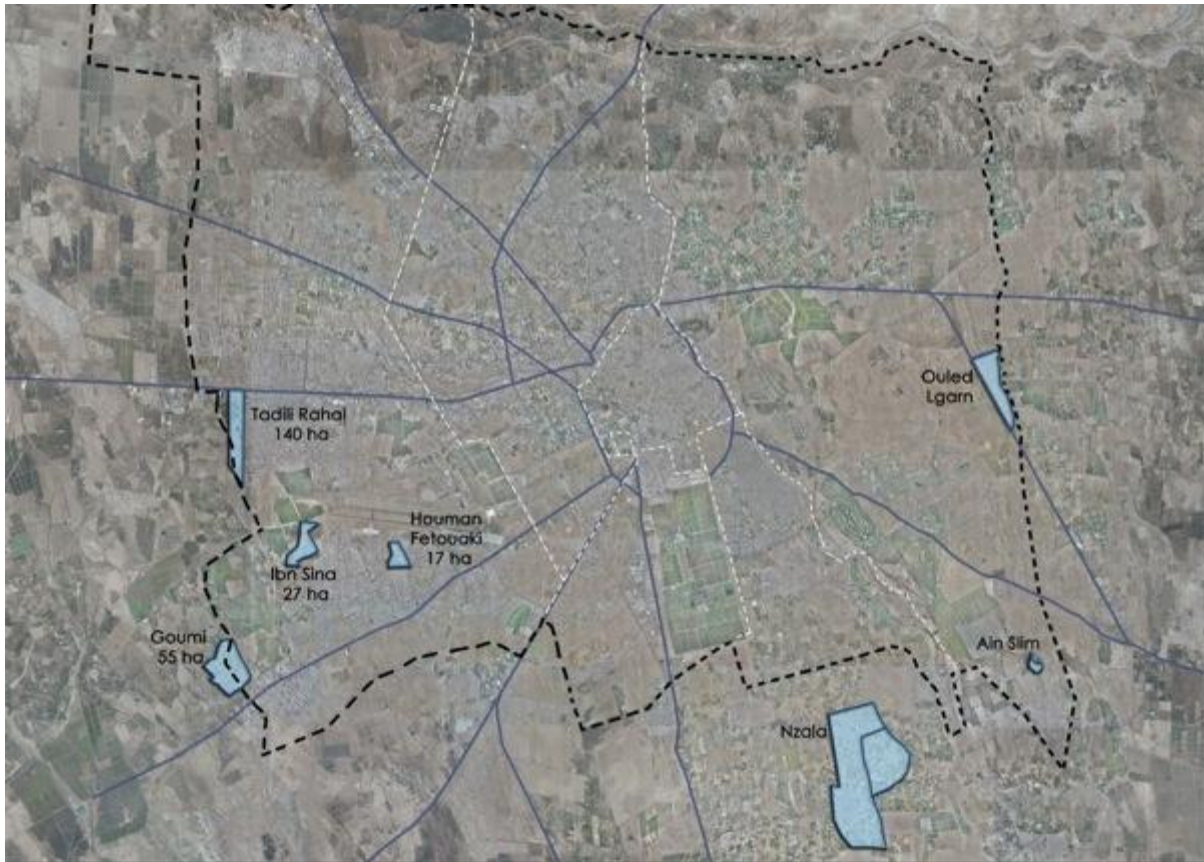 Ouled
Lgarn
Tadili Rahal
140 ha
Houman
Fetouaki
17 ha
Ibn Sina
27 ha
Goumi
55 ha
Ain Slim
Nzala